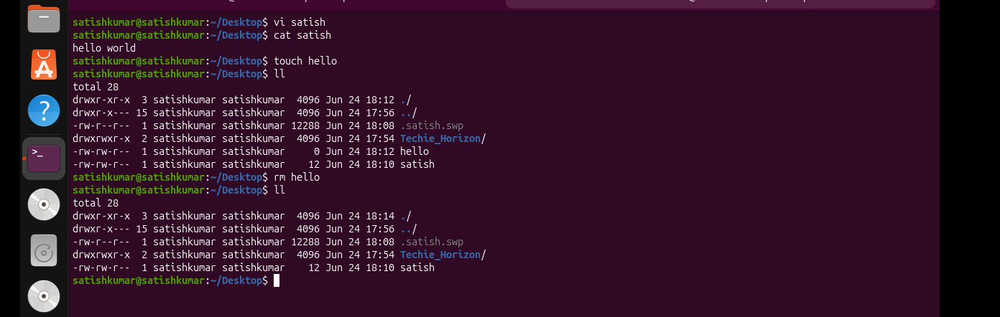 satishkumar@satishkumar:~/Desktop$ vi satish
satishkumar@satishkumar:~/Desktop$ cat satish
hello world
satishkumar@satishkumar:~/Desktop$ touch hello
satishkumar@satishkumar:~/Desktop$ ll
total 28
drwxr-xr-x  3 satishkumar satishkumar  4096 Jun 24 18:12 ./
drwxr-x--- 15 satishkumar satishkumar  4096 Jun 24 17:56 ../
-rw-r--r--  1 satishkumar satishkumar 12288 Jun 24 18:08 .satish.swp
drwxrwxr-x  2 satishkumar satishkumar  4096 Jun 24 17:54 Techie_Horizon/
-rw-rw-r--  1 satishkumar satishkumar     0 Jun 24 18:12 hello
-rw-rw-r--  1 satishkumar satishkumar    12 Jun 24 18:10 satish
satishkumar@satishkumar:~/Desktop$ rm hello
satishkumar@satishkumar:~/Desktop$ ll
total 28
drwxr-xr-x  3 satishkumar satishkumar  4096 Jun 24 18:14 ./
drwxr-x--- 15 satishkumar satishkumar  4096 Jun 24 17:56 ../
-rw-r--r--  1 satishkumar satishkumar 12288 Jun 24 18:08 .satish.swp
drwxrwxr-x  2 satishkumar satishkumar  4096 Jun 24 17:54 Techie_Horizon/
-rw-rw-r--  1 satishkumar satishkumar    12 Jun 24 18:10 satish
satishkumar@satishkumar:~/Desktop$